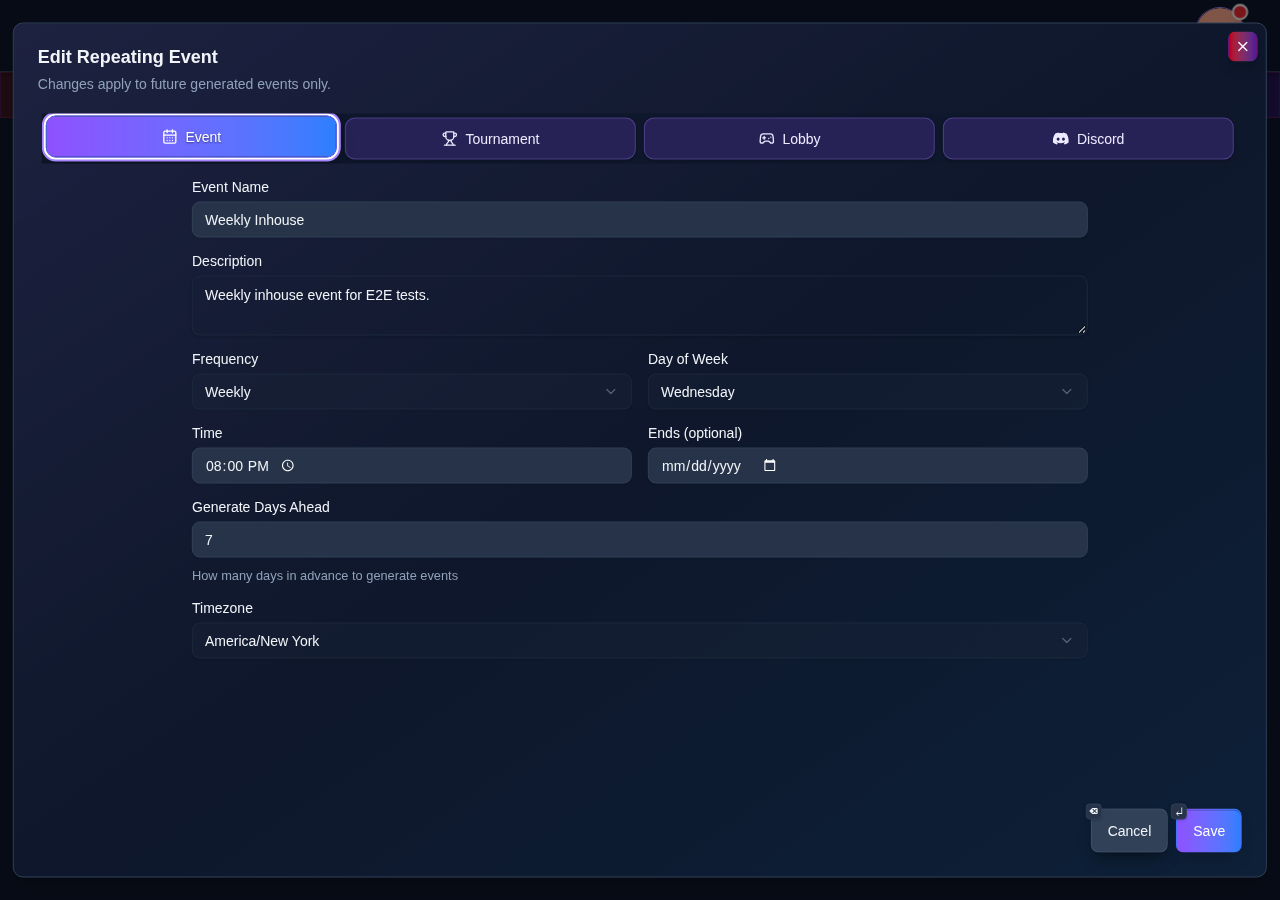 Edit Repeating Event
Changes apply to future generated events only.
Event
Tournament
Lobby
Discord
Event Name
Weekly Inhouse
Description
Weekly inhouse event for E2E tests.
Frequency
Day of Week
Weekly
Wednesday
Time
Ends (optional)
08:00 PM
mm/dd/yyyy
Generate Days Ahead
7
How many days in advance to generate events
Timezone
America/New York
Cancel
Save